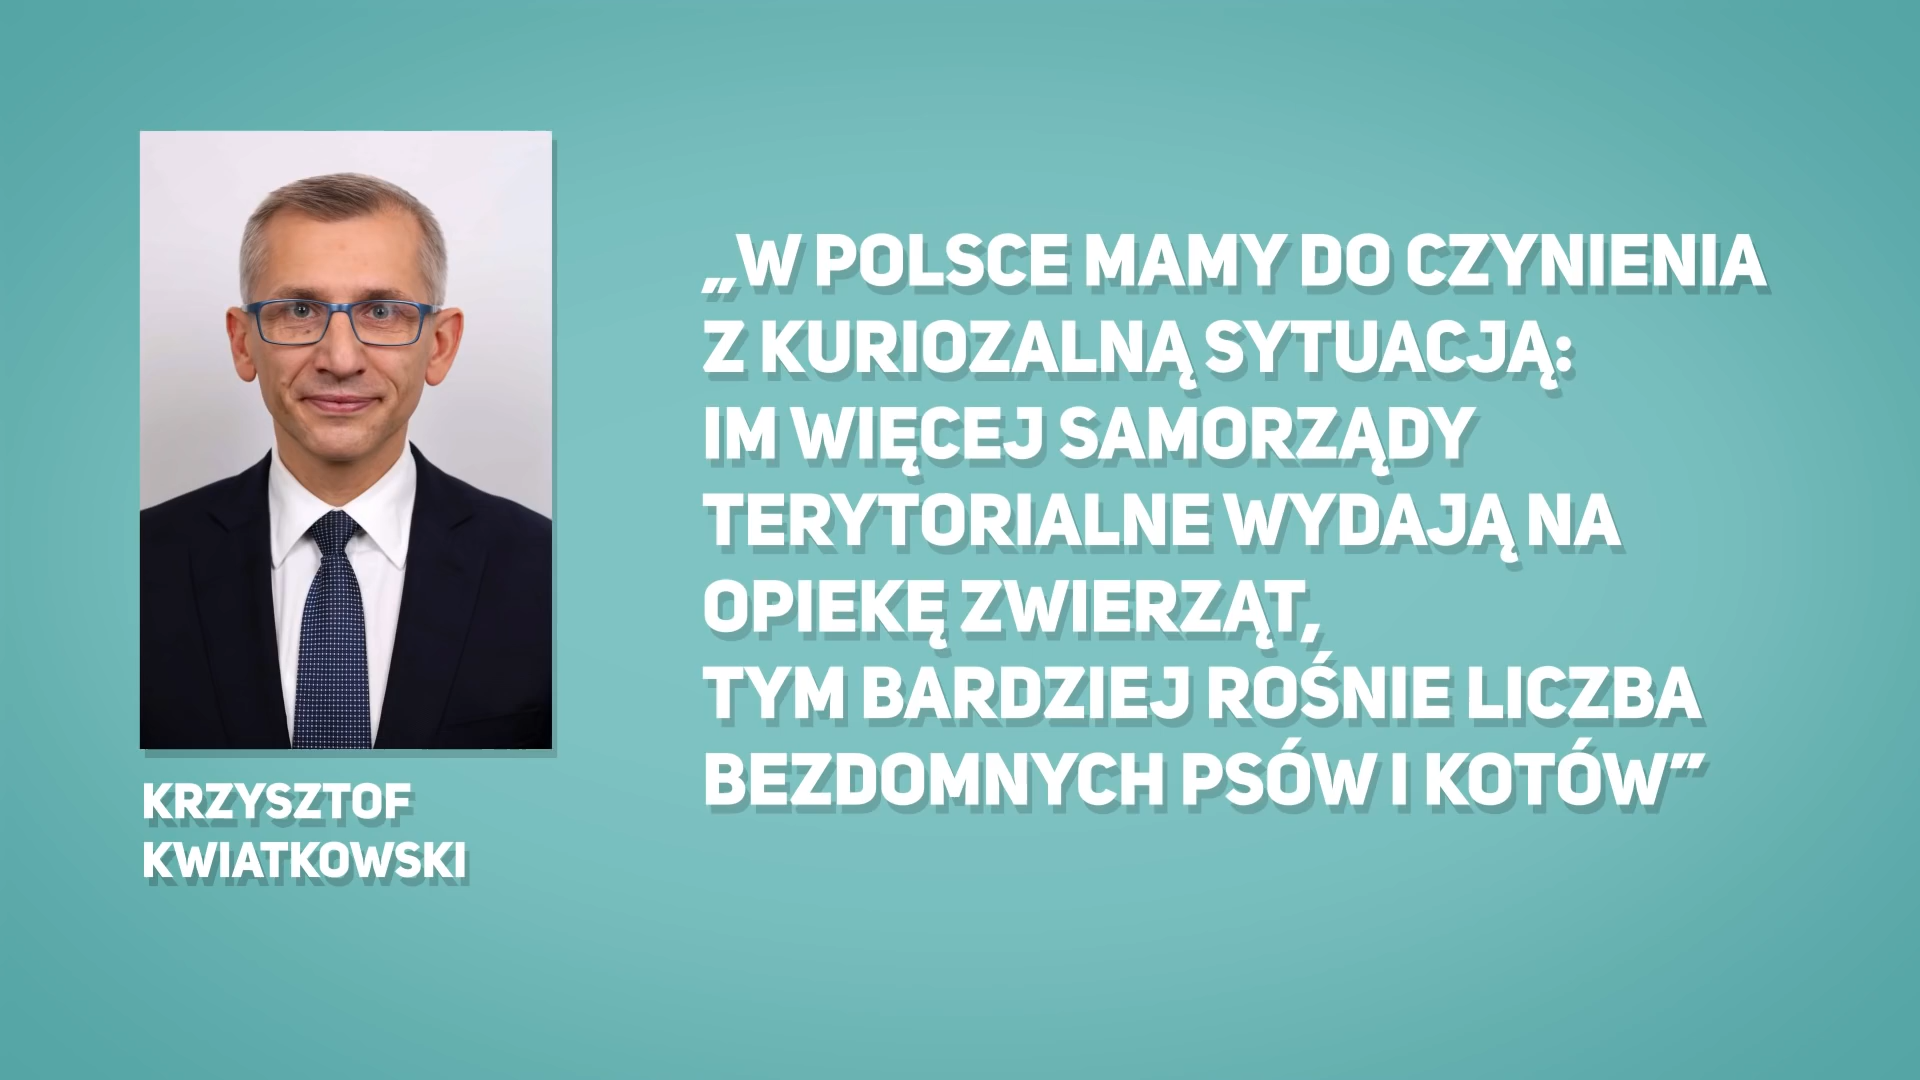 „W POLSCE MAMY DO CZYNIENIA
Z KURIOZALNĄ SYTUACJĄ:
IM WIĘCEJ SAMORZĄDY
TERYTORIALNE WYDAJĄ NA
OPIEKĘ ZWIERZĄT,
TYM BARDZIEJ ROŚNIE LICZBA
BEZDOMNYCH PSÓW I KOTÓW”
KRZYSZTOF
KWIATKOWSKI